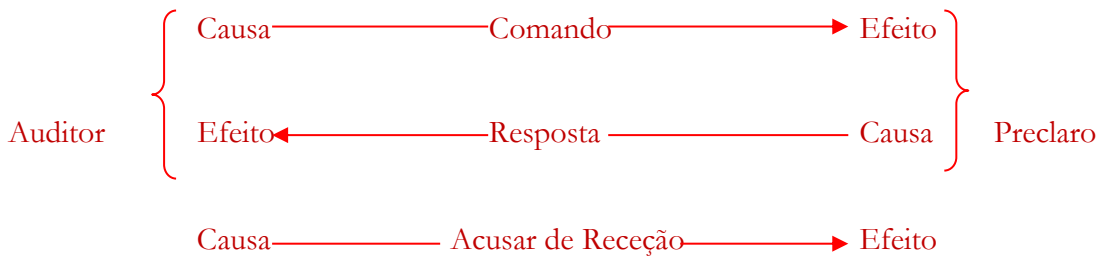 Causa Comando Efeito
Auditor Efeito Resposta Causa Preclaro
Causa Acusar de Receção Efeito